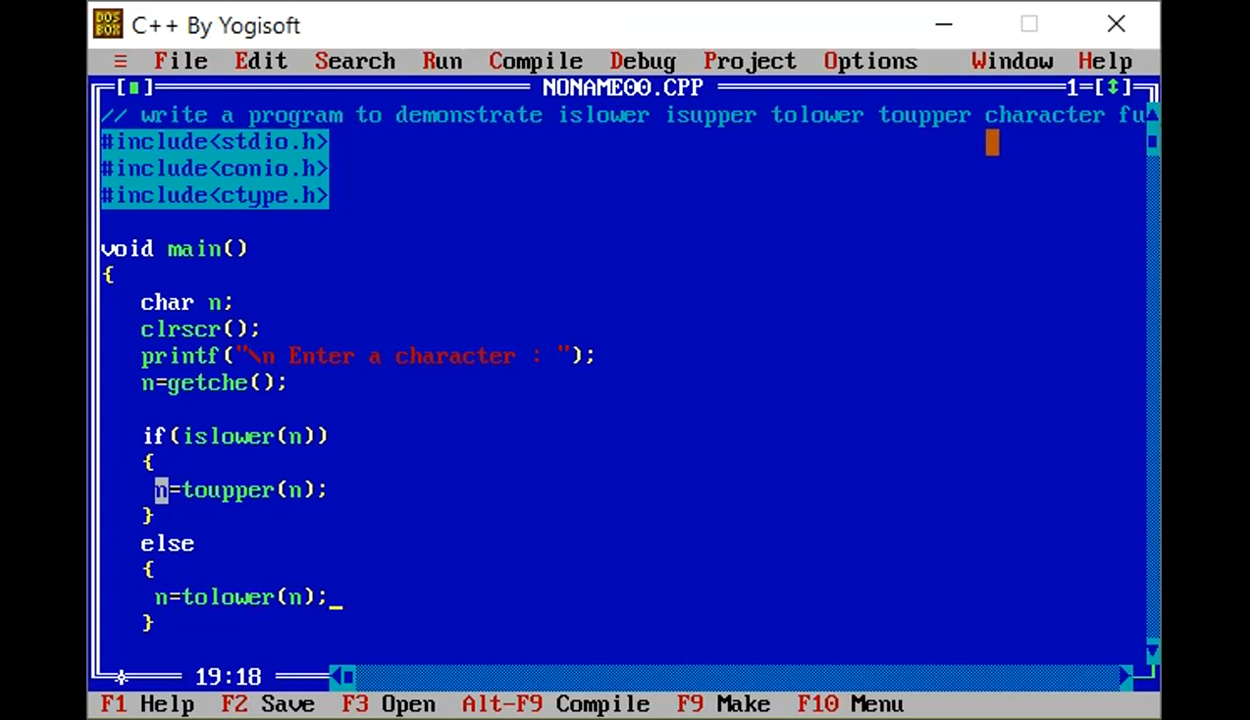 C++ By Yogisoft
≡ File Edit Search Run Compile Debug Project Options Window Help
[■] NONAME00.CPP 1=[↕]
// write a program to demonstrate islower isupper tolower toupper character fu
#include<stdio.h>
#include<conio.h>
#include<ctype.h>
void main()
{
char n;
clrscr();
printf("\n Enter a character : ");
n=getche();
if(islower(n))
{
n=toupper(n);
}
else
{
n=tolower(n);_
}
19:18
F1 Help F2 Save F3 Open Alt-F9 Compile F9 Make F10 Menu